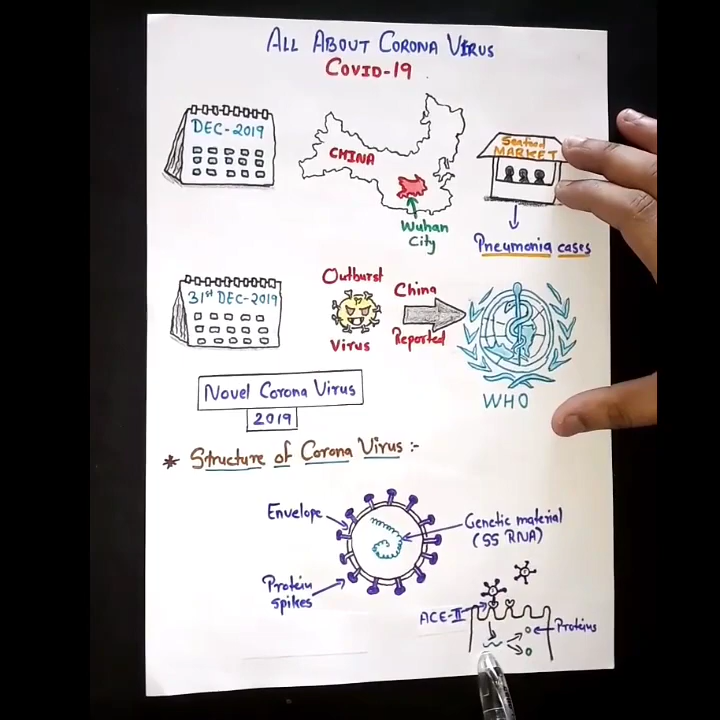 ALL ABOUT CORONA VIRUS
COVID-19
DEC-2019
CHINA
Wuhan
City
Seafood
MARKET
Pneumonia cases
31st DEC-2019
Outburst
Virus
China
Reported
WHO
Novel Corona Virus
2019
* Structure of Corona Virus :-
Envelope
Genetic material
(SS RNA)
Protein
spikes
ACE-II
Proteins